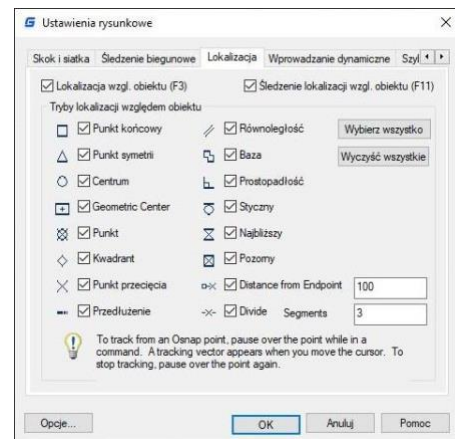 Ustawienia rysunkowe
Skok i siatka Śledzenie biegunowe Lokalizacja Wprowadzanie dynamiczne Szyl
Lokalizacja wzgl. obiektu (F3) Śledzenie lokalizacji wzgl. obiektu (F11)
Tryby lokalizacji względem obiektu
Punkt końcowy Równoległość Wybierz wszystko
Punkt symetrii Baza Wyczyść wszystkie
Centrum Prostopadłość
Geometric Center Styczny
Punkt Najbliższy
Kwadrant Pozorny
Punkt przecięcia Distance from Endpoint 100
Przedłużenie Divide Segments 3
To track from an Osnap point, pause over the point while in a
command. A tracking vector appears when you move the cursor. To
stop tracking, pause over the point again.
Opcje... OK Anuluj Pomoc